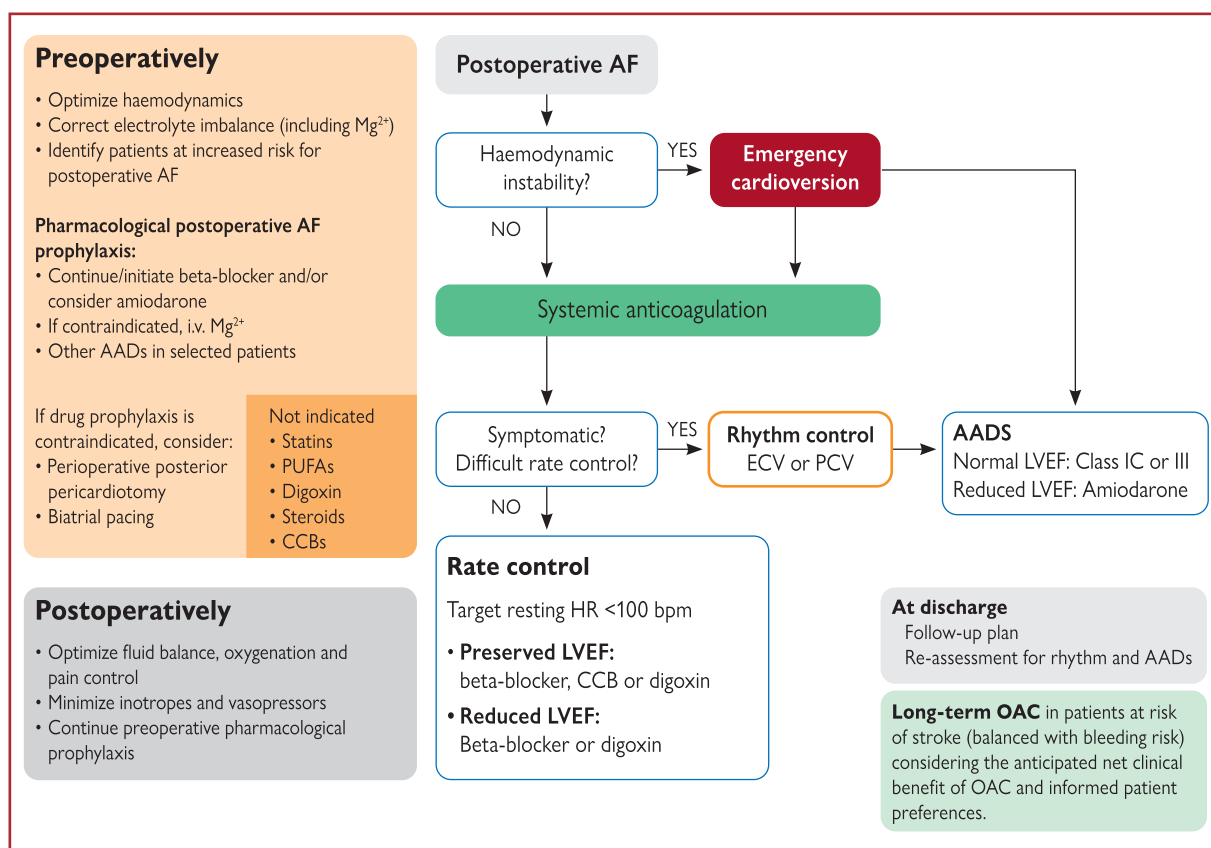 Preoperatively
• Optimize haemodynamics
• Correct electrolyte imbalance (including Mg²⁺)
• Identify patients at increased risk for
postoperative AF
Pharmacological postoperative AF
prophylaxis:
• Continue/initiate beta-blocker and/or
consider amiodarone
• If contraindicated, i.v. Mg²⁺
• Other AADs in selected patients
If drug prophylaxis is
contraindicated, consider:
• Perioperative posterior
pericardiotomy
• Biatrial pacing
Not indicated
• Statins
• PUFAs
• Digoxin
• Steroids
• CCBs
Postoperatively
• Optimize fluid balance, oxygenation and
pain control
• Minimize inotropes and vasopressors
• Continue preoperative pharmacological
prophylaxis
Postoperative AF
Haemodynamic
instability?
YES
Emergency
cardioversion
NO
Systemic anticoagulation
Symptomatic?
Difficult rate control?
YES
Rhythm control
ECV or PCV
AADS
Normal LVEF: Class IC or III
Reduced LVEF: Amiodarone
NO
Rate control
Target resting HR <100 bpm
• Preserved LVEF:
beta-blocker, CCB or digoxin
• Reduced LVEF:
Beta-blocker or digoxin
At discharge
Follow-up plan
Re-assessment for rhythm and AADs
Long-term OAC in patients at risk
of stroke (balanced with bleeding risk)
considering the anticipated net clinical
benefit of OAC and informed patient
preferences.